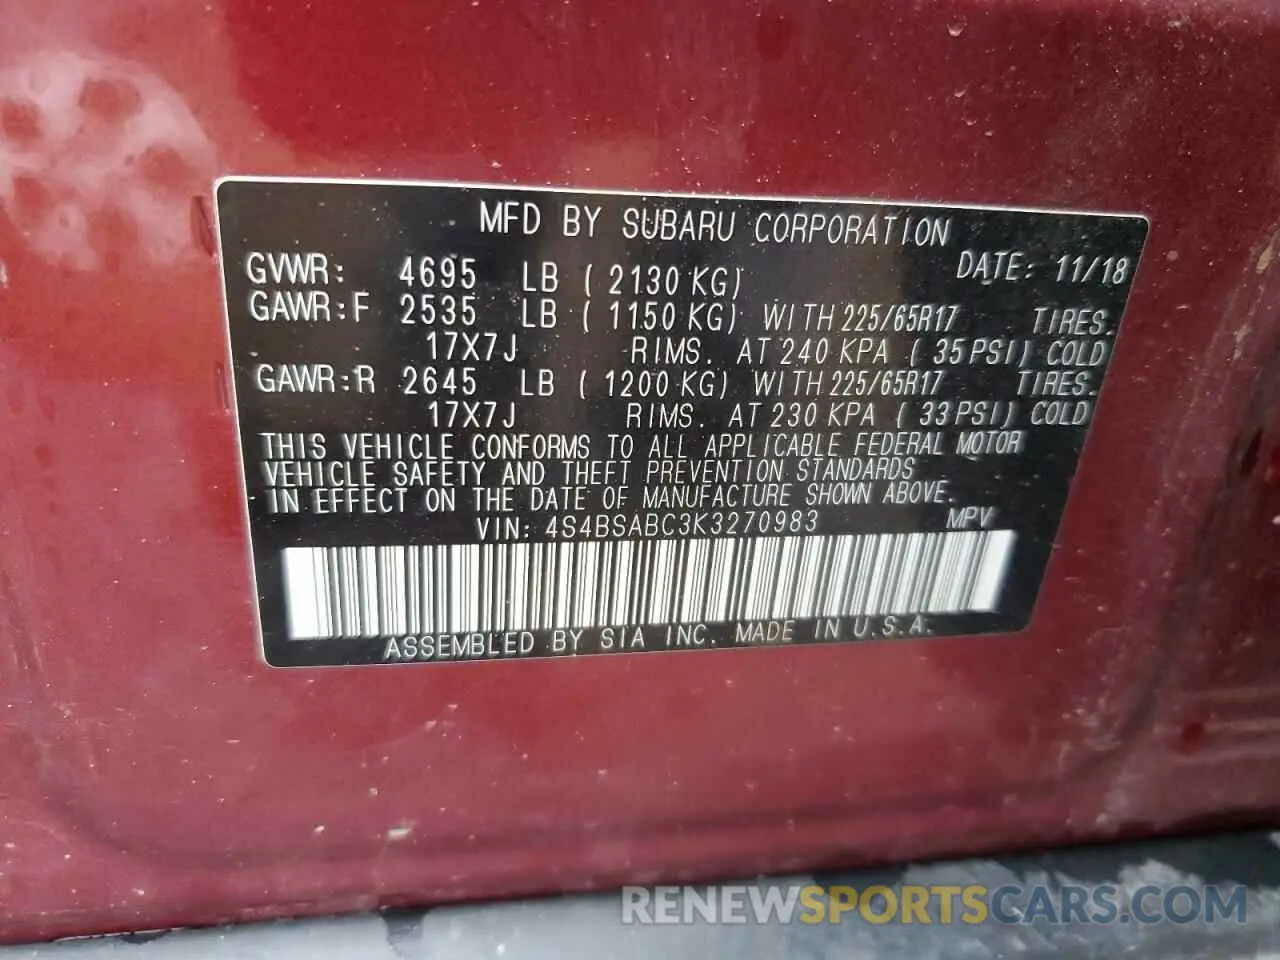 MFD BY SUBARU CORPORATION
GVWR: 4695 LB ( 2130 KG) DATE: 11/18
GAWR:F 2535 LB ( 1150 KG) WITH 225/65R17 TIRES.
17X7J RIMS. AT 240 KPA ( 35 PSI) COLD
GAWR:R 2645 LB ( 1200 KG) WITH 225/65R17 TIRES.
17X7J RIMS. AT 230 KPA ( 33 PSI) COLD
THIS VEHICLE CONFORMS TO ALL APPLICABLE FEDERAL MOTOR
VEHICLE SAFETY AND THEFT PREVENTION STANDARDS
IN EFFECT ON THE DATE OF MANUFACTURE SHOWN ABOVE.
VIN: 4S4BSABC3K3270983 MPV
ASSEMBLED BY SIA INC. MADE IN U.S.A.
RENEWSPORTSCARS.COM